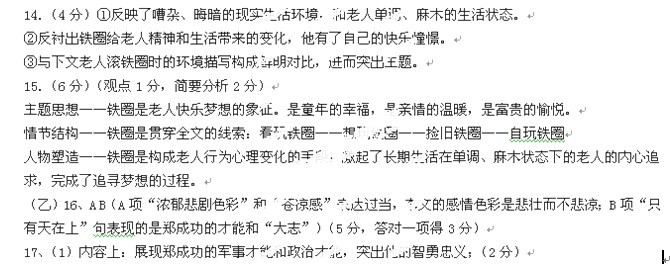 14.(4分)①反映了嘈杂、晦暗的现实生活环境,和老人单调、麻木的生活状态。
②反衬出铁圈给老人精神和生活带来的变化,他有了自己的快乐憧憬。
③与下文老人滚铁圈时的环境描写构成鲜明对比,进而突出主题。
15.(6分)(观点1分,简要分析2分)
主题思想——铁圈是老人快乐梦想的象征。是童年的幸福,是亲情的温暖,是富贵的愉悦。
情节结构——铁圈是贯穿全文的线索:看玩铁圈——想 铁圈——捡旧铁圈——自玩铁圈
人物塑造——铁圈是构成老人行为心理变化的手 ,激起了长期生活在单调、麻木状态下的老人的内心追
求,完成了追寻梦想的过程。
(乙)16、AB(A项“浓郁悲剧色彩”和“苍凉感”表达过当,本文的感情色彩是悲壮而不悲凉;B项“只
有天在上”句表现的是郑成功的才能和“大志”)(5分,答对一项得3分)
17、(1)内容上:展现郑成功的军事才能和政治才能,突出他的智勇忠义;(2分)